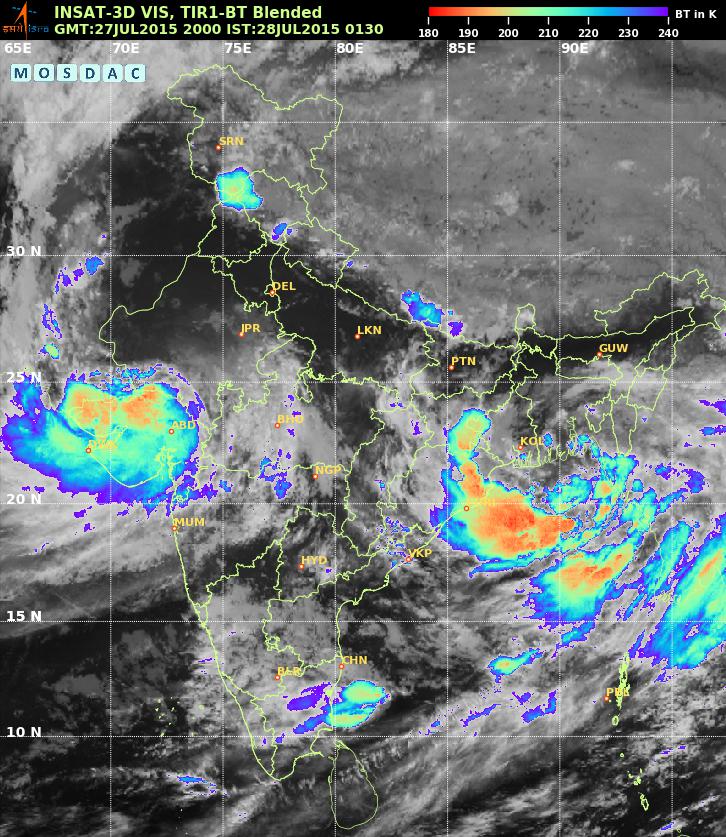 INSAT-3D VIS, TIR1-BT Blended
GMT:27JUL2015 2000 IST:28JUL2015 0130
BT in K
180 190 200 210 220 230 240
65E 70E 75E 80E 85E 90E
MOSDAC
SRN
30 N
DEL
JPR
LKN
GUW
PTN
25 N
BHO
ABD
KOL
NGP
20 N
MUM
VKP
HYD
15 N
CHN
BLR
10 N